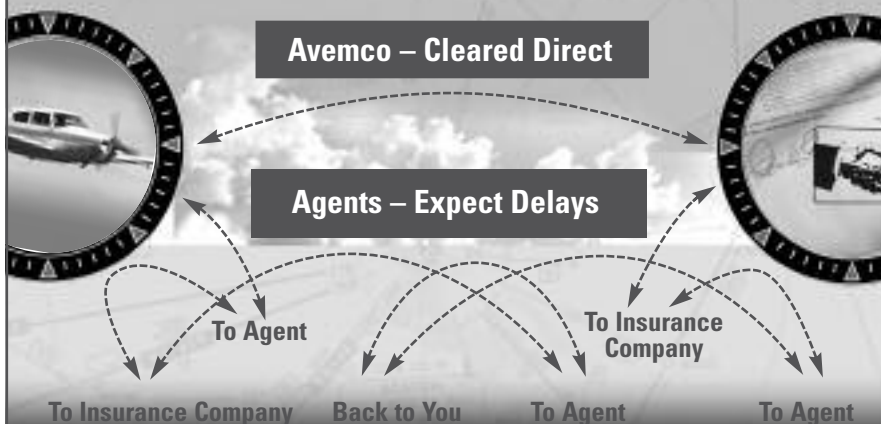 Avemco – Cleared Direct
Agents – Expect Delays
To Agent
To Insurance
Company
To Insurance Company
Back to You
To Agent
To Agent